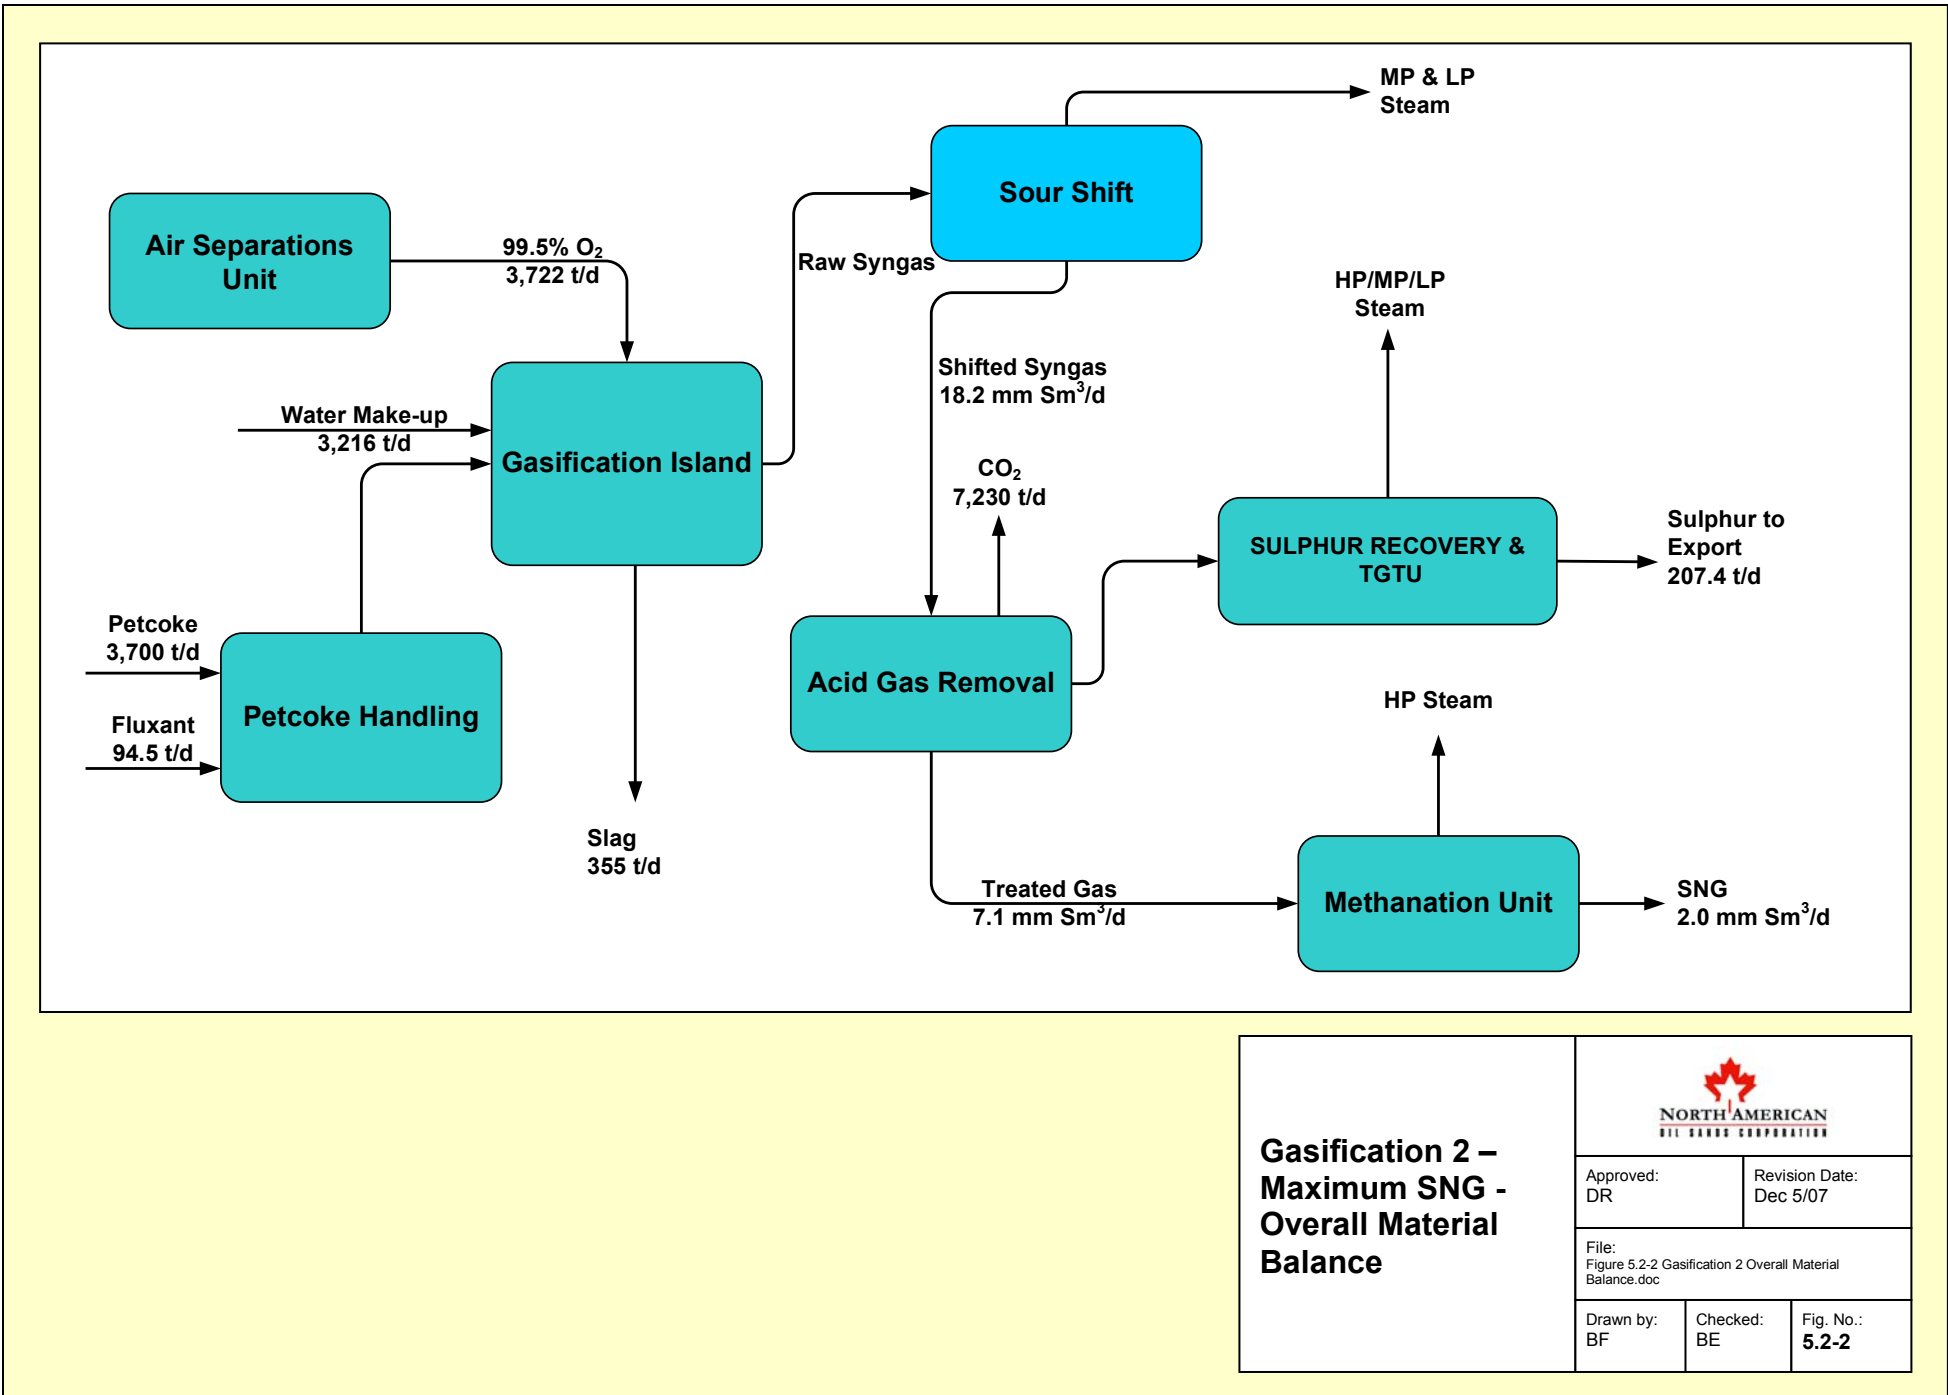 MP & LP
Steam
Sour Shift
Air Separations
Unit
99.5% O₂
3,722 t/d
Raw Syngas
HP/MP/LP
Steam
Shifted Syngas
18.2 mm Sm³/d
Water Make-up
3,216 t/d
Gasification Island
CO₂
7,230 t/d
SULPHUR RECOVERY &
TGTU
Sulphur to
Export
207.4 t/d
Petcoke
3,700 t/d
Petcoke Handling
Fluxant
94.5 t/d
Acid Gas Removal
HP Steam
Slag
355 t/d
Treated Gas
7.1 mm Sm³/d
Methanation Unit
SNG
2.0 mm Sm³/d
Gasification 2 –
Maximum SNG -
Overall Material
Balance
NORTH AMERICAN
OIL SANDS CORPORATION
Approved:
DR
Revision Date:
Dec 5/07
File:
Figure 5.2-2 Gasification 2 Overall Material
Balance.doc
Drawn by:
BF
Checked:
BE
Fig. No.:
5.2-2